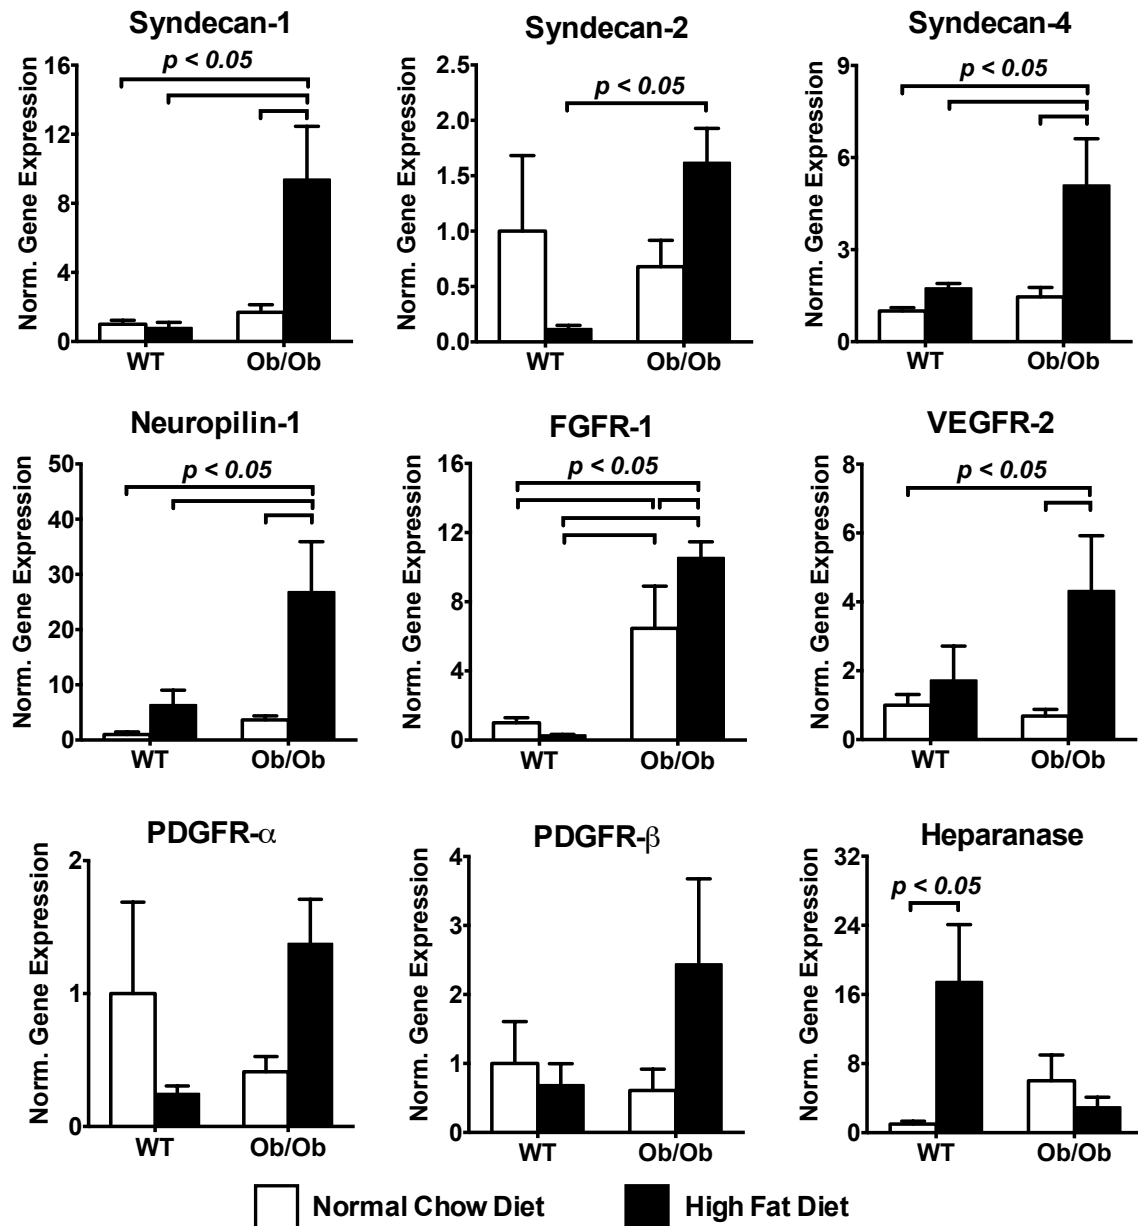 Syndecan-1
Norm. Gene Expression
16
12
8
4
0
p < 0.05
WT
Ob/Ob
Syndecan-2
Norm. Gene Expression
2.5
2.0
1.5
1.0
0.5
0.0
p < 0.05
WT
Ob/Ob
Syndecan-4
Norm. Gene Expression
9
6
3
0
p < 0.05
WT
Ob/Ob
Neuropilin-1
Norm. Gene Expression
50
40
30
20
10
0
p < 0.05
WT
Ob/Ob
FGFR-1
Norm. Gene Expression
16
12
8
4
0
p < 0.05
WT
Ob/Ob
VEGFR-2
Norm. Gene Expression
8
6
4
2
0
p < 0.05
WT
Ob/Ob
PDGFR-α
Norm. Gene Expression
2
1
0
WT
Ob/Ob
PDGFR-β
Norm. Gene Expression
4
3
2
1
0
WT
Ob/Ob
Heparanase
Norm. Gene Expression
32
24
16
8
0
p < 0.05
WT
Ob/Ob
Normal Chow Diet
High Fat Diet